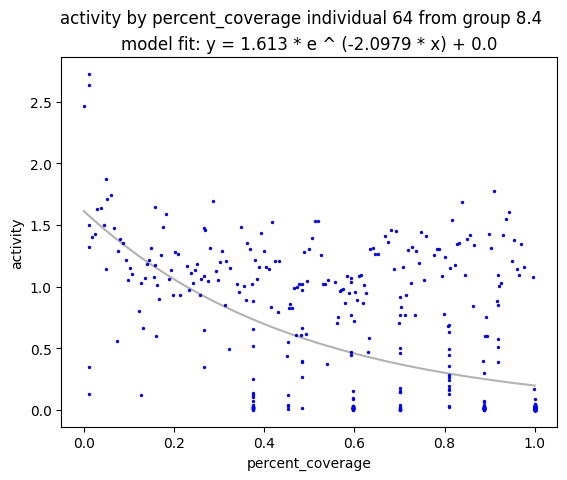 activity by percent_coverage individual 64 from group 8.4
model fit: y = 1.613 * e ^ (-2.0979 * x) + 0.0
activity
2.5
2.0
1.5
1.0
0.5
0.0
0.0 0.2 0.4 0.6 0.8 1.0
percent_coverage